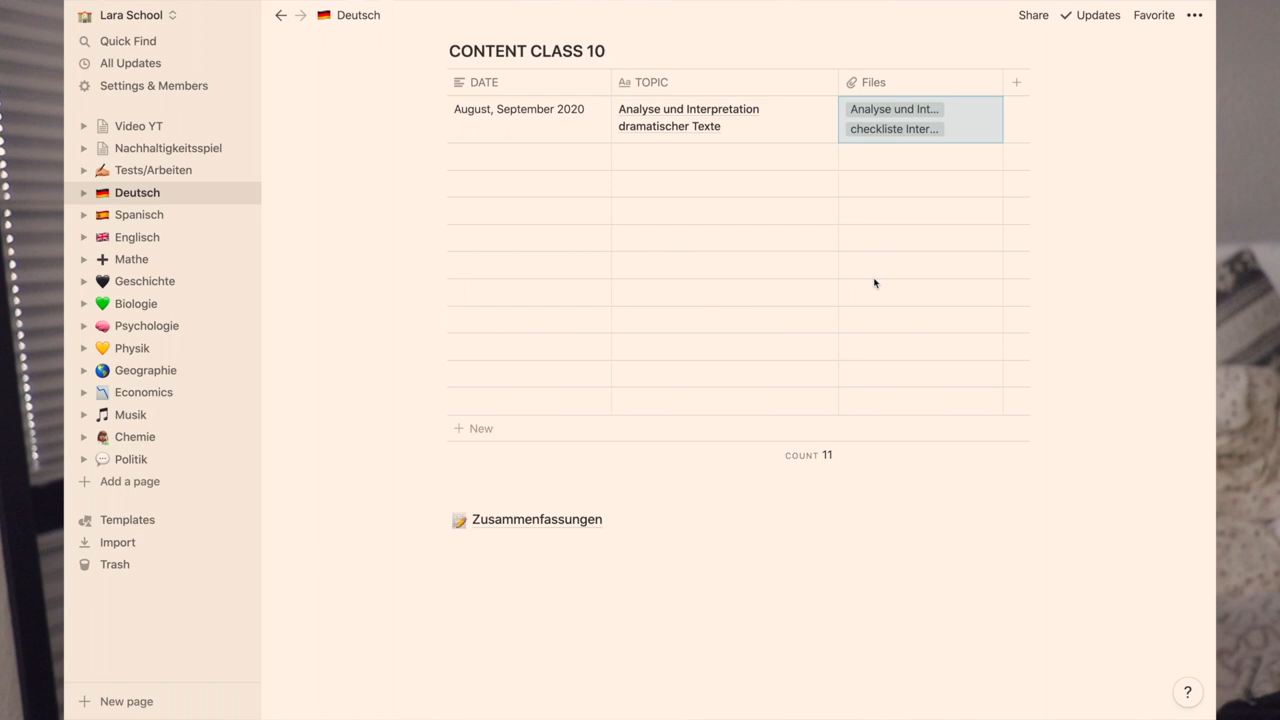 Lara School
Quick Find
All Updates
Settings & Members
Video YT
Nachhaltigkeitsspiel
Tests/Arbeiten
Deutsch
Spanisch
Englisch
Mathe
Geschichte
Biologie
Psychologie
Physik
Geographie
Economics
Musik
Chemie
Politik
Add a page
Templates
Import
Trash
New page
Deutsch
Share
Updates
Favorite
CONTENT CLASS 10
DATE
Aa TOPIC
Files
August, September 2020
Analyse und Interpretation
dramatischer Texte
Analyse und Int...
checkliste Inter...
New
COUNT 11
Zusammenfassungen
?